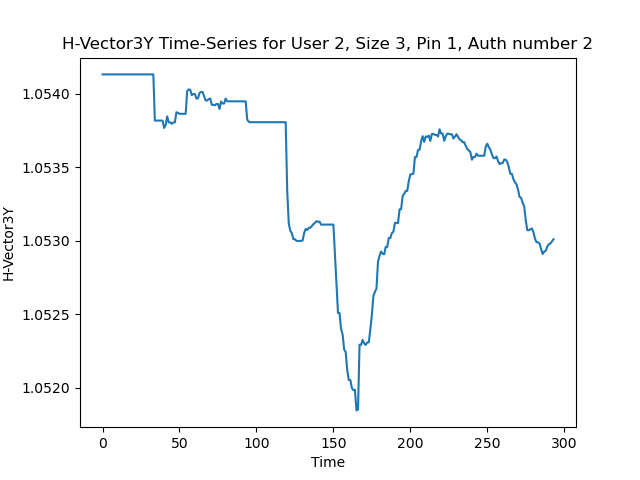 H-Vector3Y Time-Series for User 2, Size 3, Pin 1, Auth number 2
H-Vector3Y
1.0540
1.0535
1.0530
1.0525
1.0520
0 50 100 150 200 250 300
Time